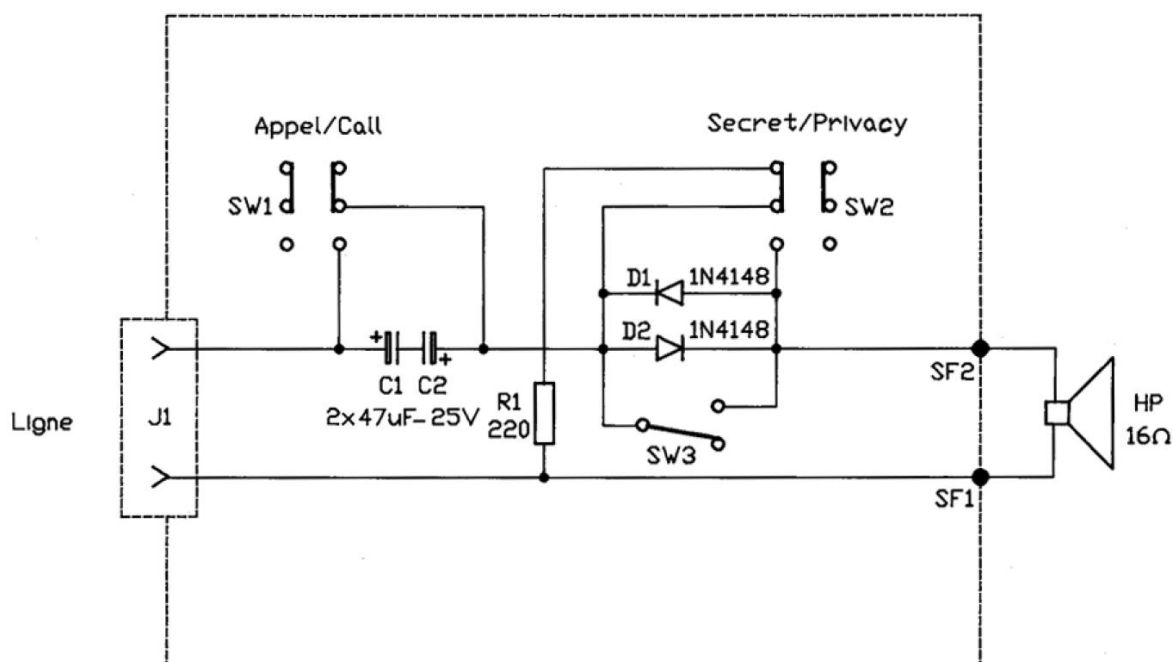 Appel/Call
Secret/Privacy
SW1
SW2
D1 1N4148
D2 1N4148
+
+
C1 C2
2x47uF-25V
R1
220
SW3
Ligne
J1
SF2
SF1
HP
16Ω